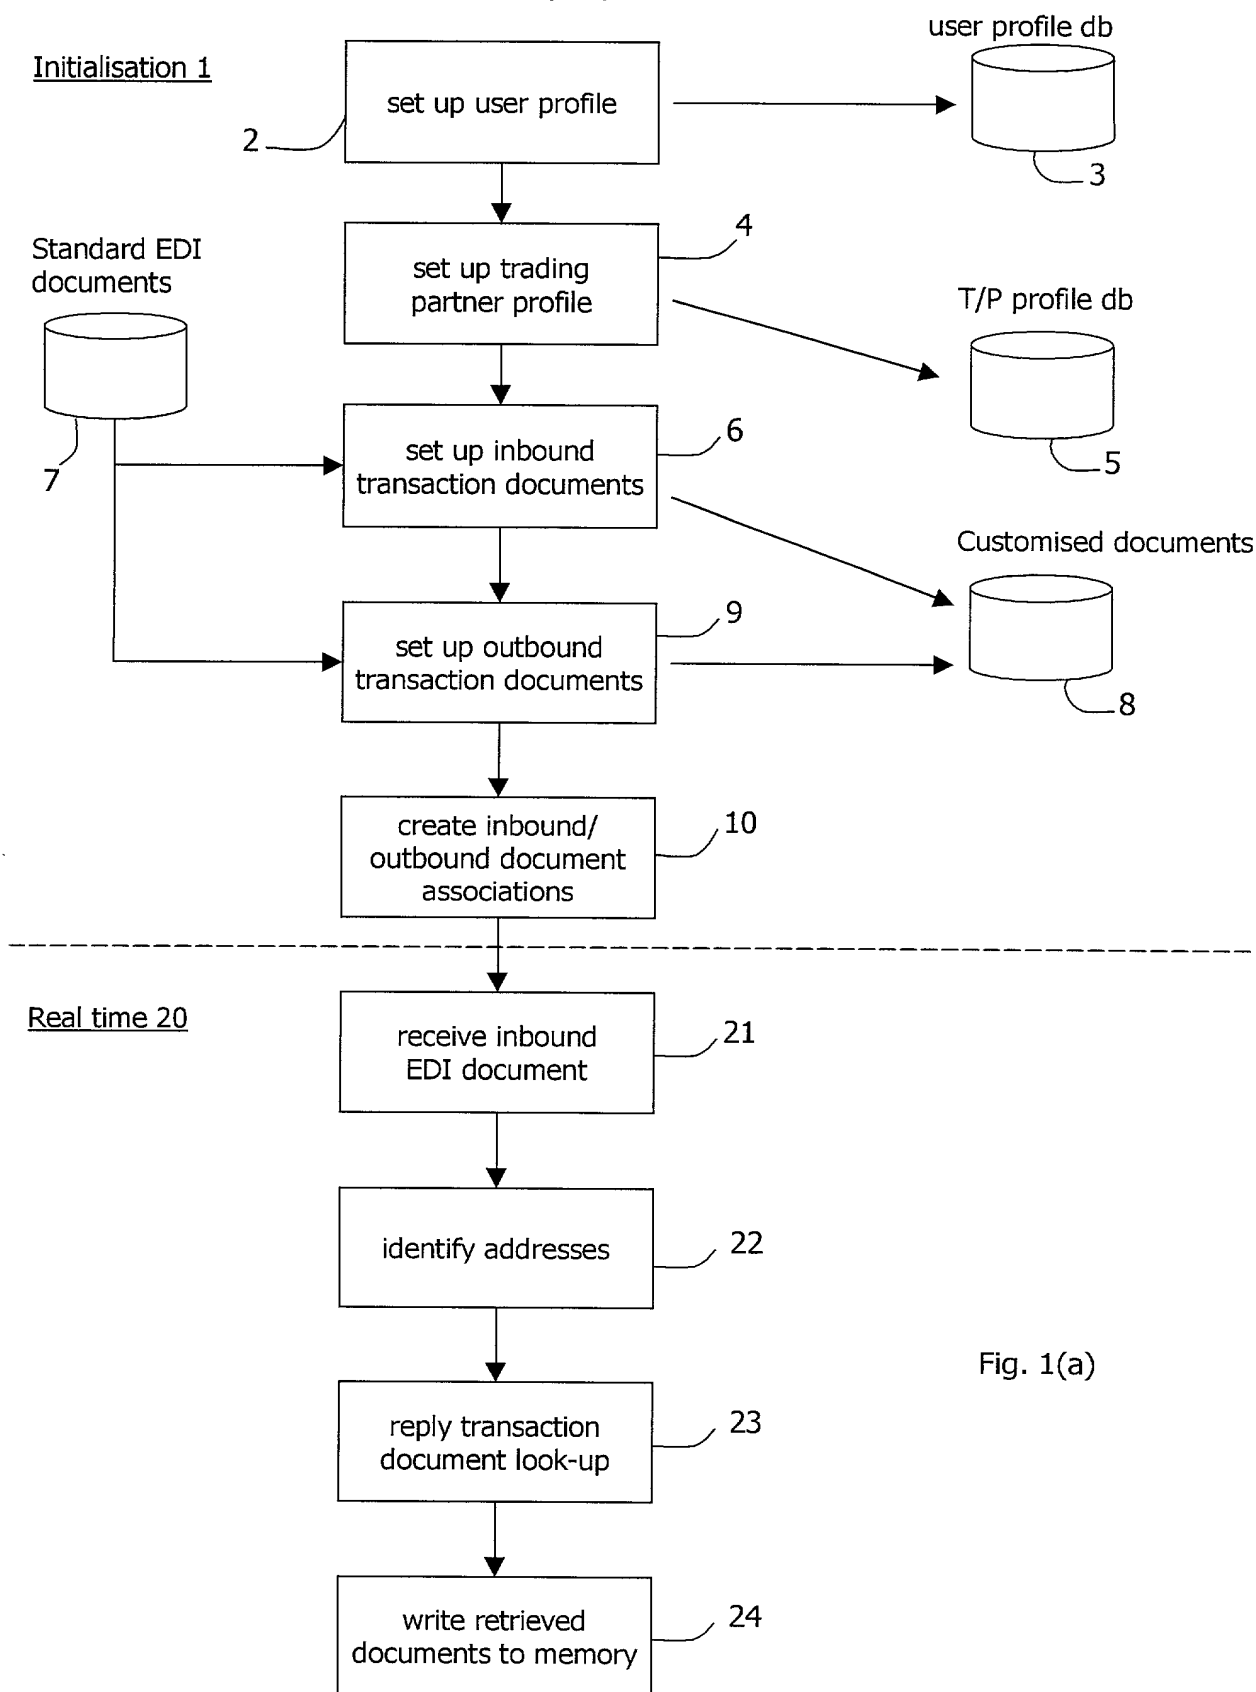 user profile db
Initialisation 1
set up user profile
2
3
Standard EDI
documents
4
set up trading
partner profile
T/P profile db
7
6
set up inbound
transaction documents
5
Customised documents
9
set up outbound
transaction documents
8
10
create inbound/
outbound document
associations
Real time 20
receive inbound
EDI document
21
identify addresses
22
Fig. 1(a)
reply transaction
document look-up
23
write retrieved
documents to memory
24